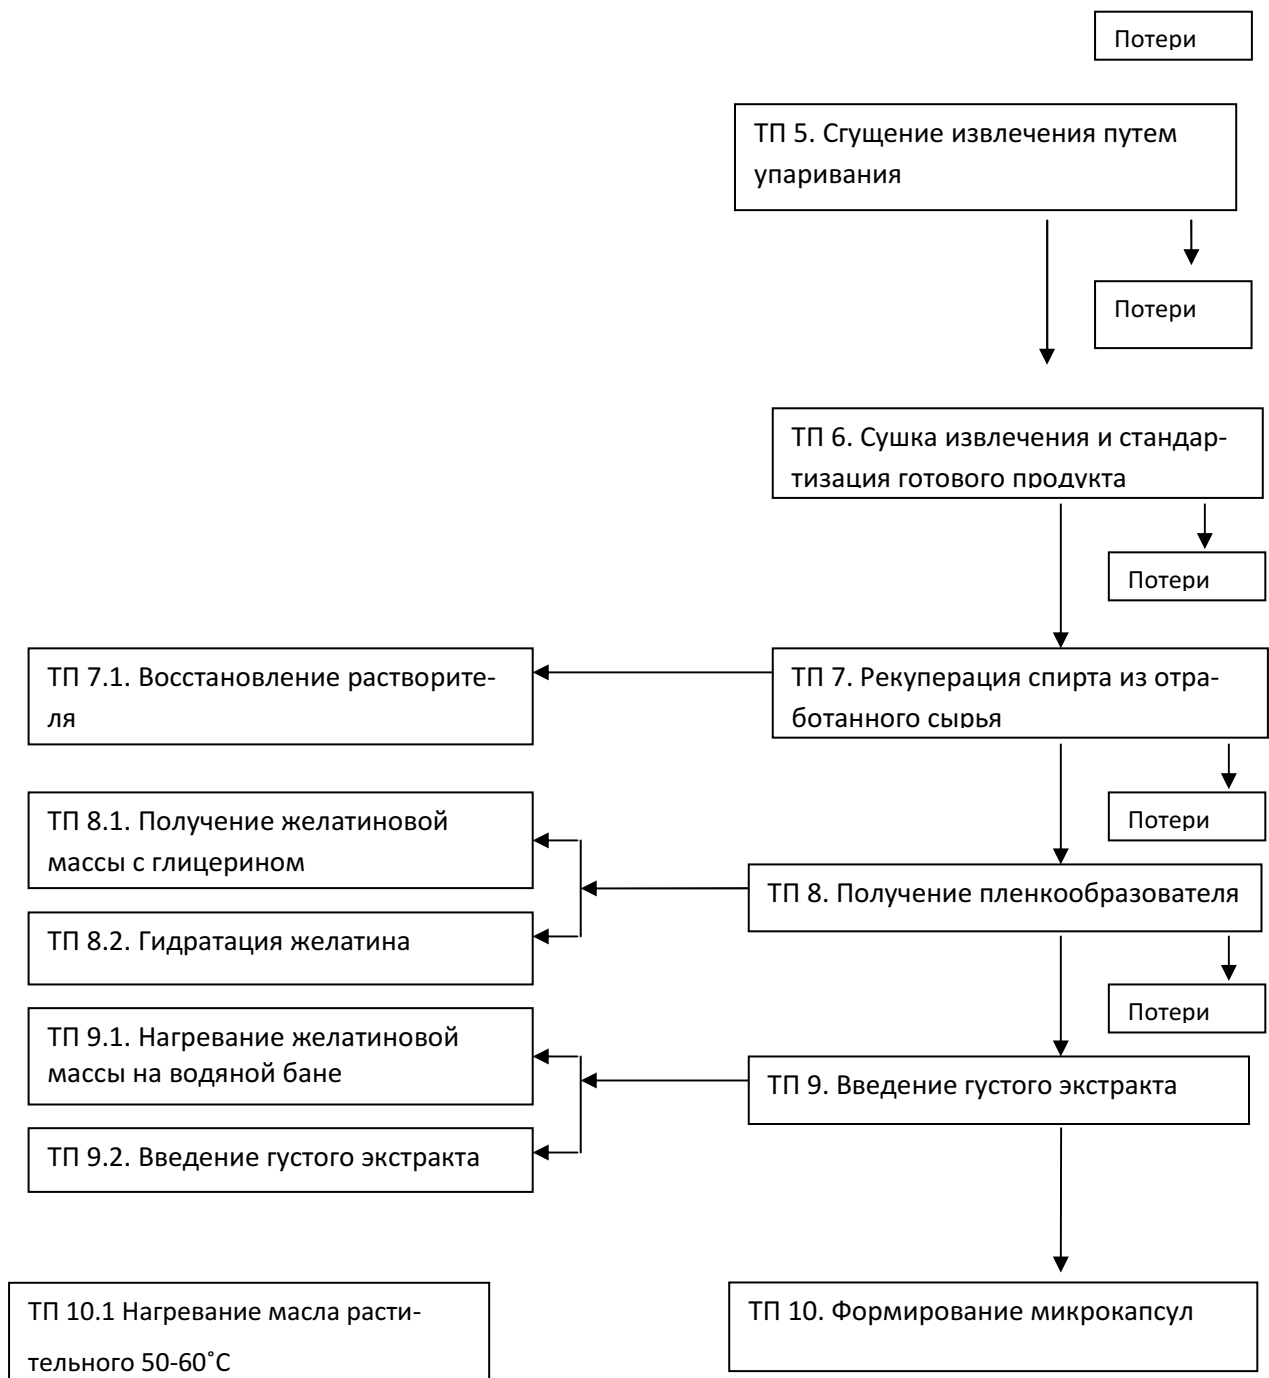 Потери
ТП 5. Сгущение извлечения путем
упаривания
Потери
ТП 6. Сушка извлечения и стандар-
тизация готового продукта
Потери
ТП 7.1. Восстановление растворите-
ля
ТП 7. Рекуперация спирта из отра-
ботанного сырья
ТП 8.1. Получение желатиновой
массы с глицерином
Потери
ТП 8. Получение пленкообразователя
ТП 8.2. Гидратация желатина
Потери
ТП 9.1. Нагревание желатиновой
массы на водяной бане
ТП 9. Введение густого экстракта
ТП 9.2. Введение густого экстракта
ТП 10.1 Нагревание масла расти-
тельного 50-60˚С
ТП 10. Формирование микрокапсул